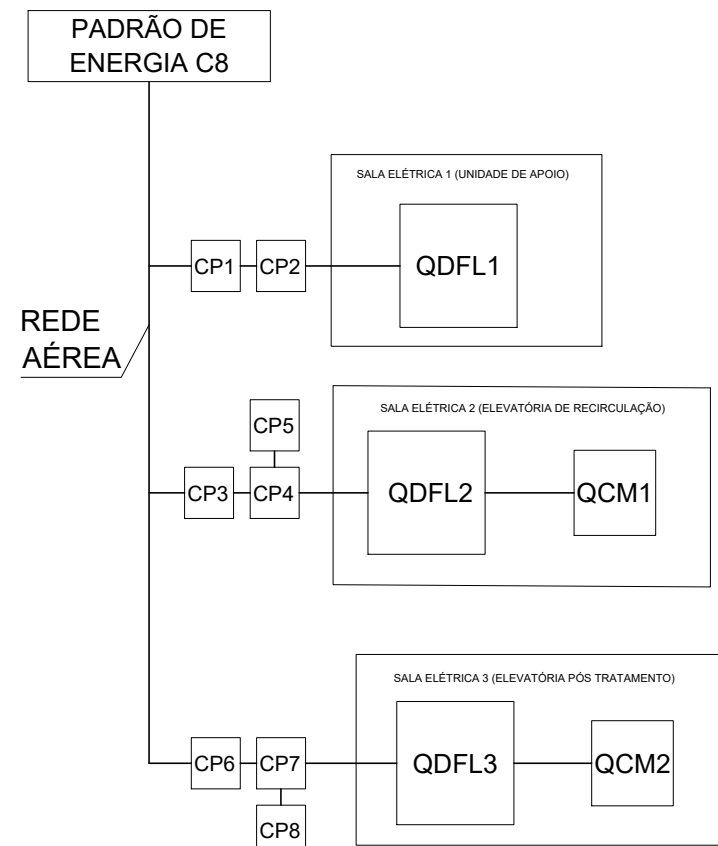 PADRÃO DE
ENERGIA C8
SALA ELÉTRICA 1 (UNIDADE DE APOIO)
CP1
CP2
QDFL1
REDE
AÉREA
SALA ELÉTRICA 2 (ELEVATÓRIA DE RECIRCULAÇÃO)
CP5
CP3
CP4
QDFL2
QCM1
SALA ELÉTRICA 3 (ELEVATÓRIA PÓS TRATAMENTO)
CP6
CP7
QDFL3
QCM2
CP8